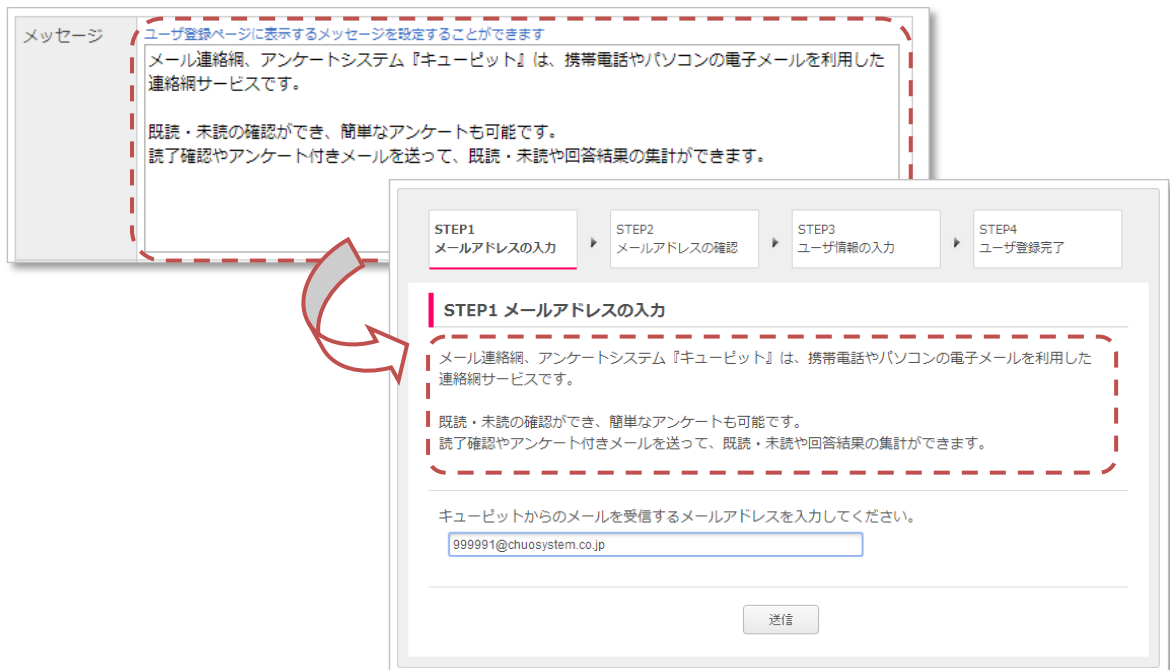 メッセージ
ユーザ登録ページに表示するメッセージを設定することができます
メール連絡網、アンケートシステム『キューピット』は、携帯電話やパソコンの電子メールを利用した
連絡網サービスです。
既読・未読の確認ができ、簡単なアンケートも可能です。
読了確認やアンケート付きメールを送って、既読・未読や回答結果の集計ができます。
STEP1
メールアドレスの入力
STEP2
メールアドレスの確認
STEP3
ユーザ情報の入力
STEP4
ユーザ登録完了
STEP1 メールアドレスの入力
メール連絡網、アンケートシステム『キューピット』は、携帯電話やパソコンの電子メールを利用した
連絡網サービスです。
既読・未読の確認ができ、簡単なアンケートも可能です。
読了確認やアンケート付きメールを送って、既読・未読や回答結果の集計ができます。
キューピットからのメールを受信するメールアドレスを入力してください。
999991@chuosystem.co.jp
送信